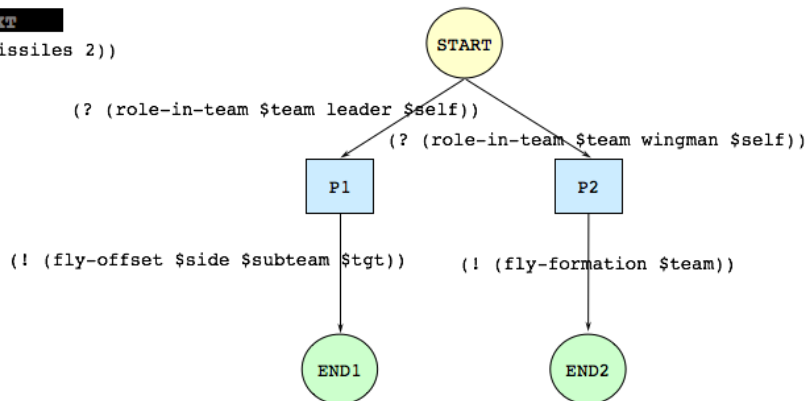 START
issiles 2))
(? (role-in-team $team leader $self))
(? (role-in-team $team wingman $self))
P1
P2
(! (fly-offset $side $subteam $tgt))
(! (fly-formation $team))
END1
END2